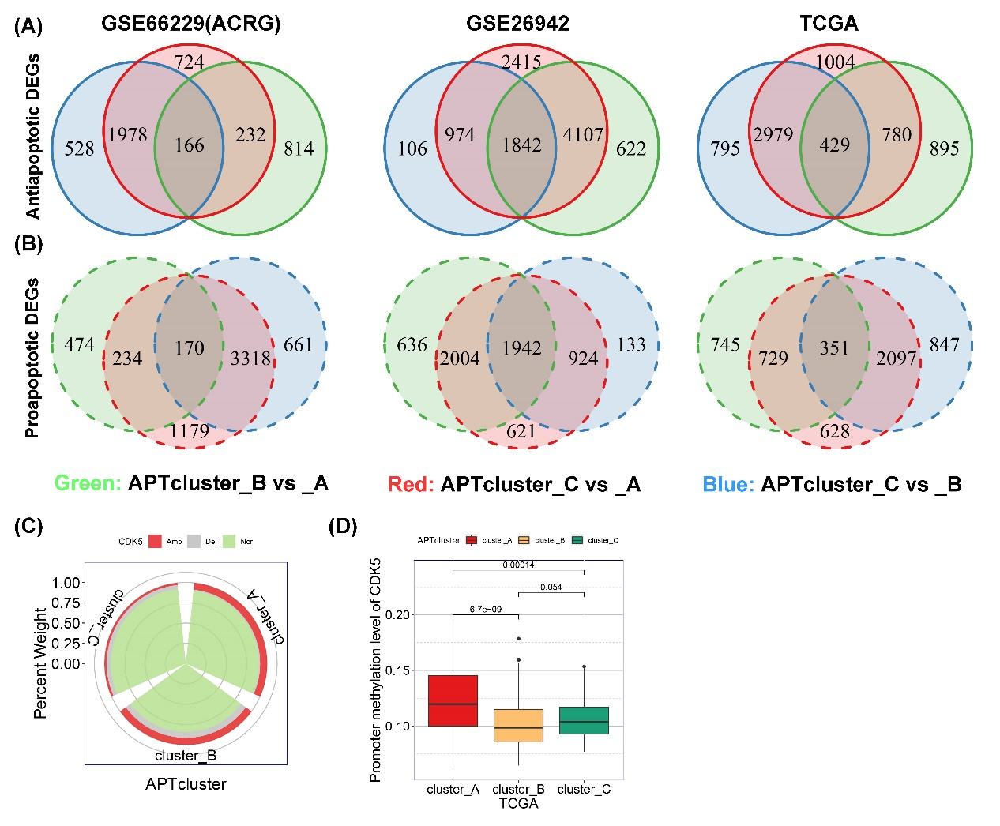 (A)
GSE66229(ACRG)
GSE26942
TCGA
Antiapoptotic DEGs
724
528
1978
166
232
814
2415
106
974
1842
4107
622
1004
795
2979
429
780
895
(B)
Proapoptotic DEGs
474
234
170
3318
661
1179
636
2004
1942
924
133
621
745
729
351
2097
847
628
Green: APTcluster_B vs _A
Red: APTcluster_C vs _A
Blue: APTcluster_C vs _B
(C)
CDK5 Amp Del Nor
Percent Weight
1.00
0.75
0.50
0.25
0.00
cluster_C
cluster_A
cluster_B
APTcluster
(D)
APTcluster cluster_A cluster_B cluster_C
Promoter methylation level of CDK5
0.00014
0.054
6.7e−09
0.20
0.15
0.10
cluster_A
cluster_B
cluster_C
TCGA